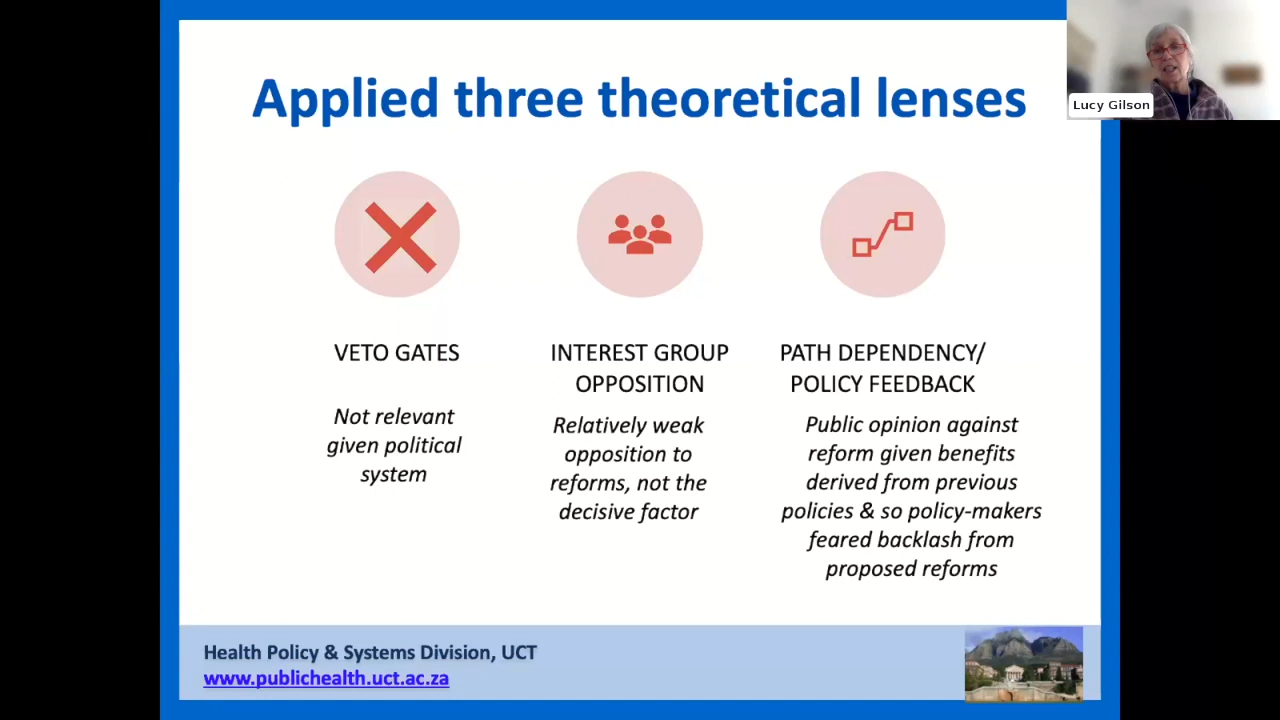 Applied three theoretical lenses
Lucy Gilson
VETO GATES
Not relevant
given political
system
INTEREST GROUP
OPPOSITION
Relatively weak
opposition to
reforms, not the
decisive factor
PATH DEPENDENCY/
POLICY FEEDBACK
Public opinion against
reform given benefits
derived from previous
policies & so policy-makers
feared backlash from
proposed reforms
Health Policy & Systems Division, UCT
www.publichealth.uct.ac.za